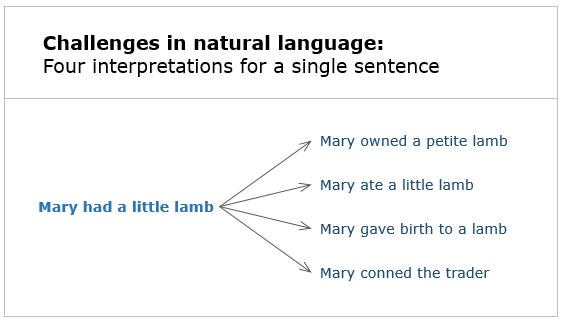 Challenges in natural language:
Four interpretations for a single sentence
Mary had a little lamb
Mary owned a petite lamb
Mary ate a little lamb
Mary gave birth to a lamb
Mary conned the trader